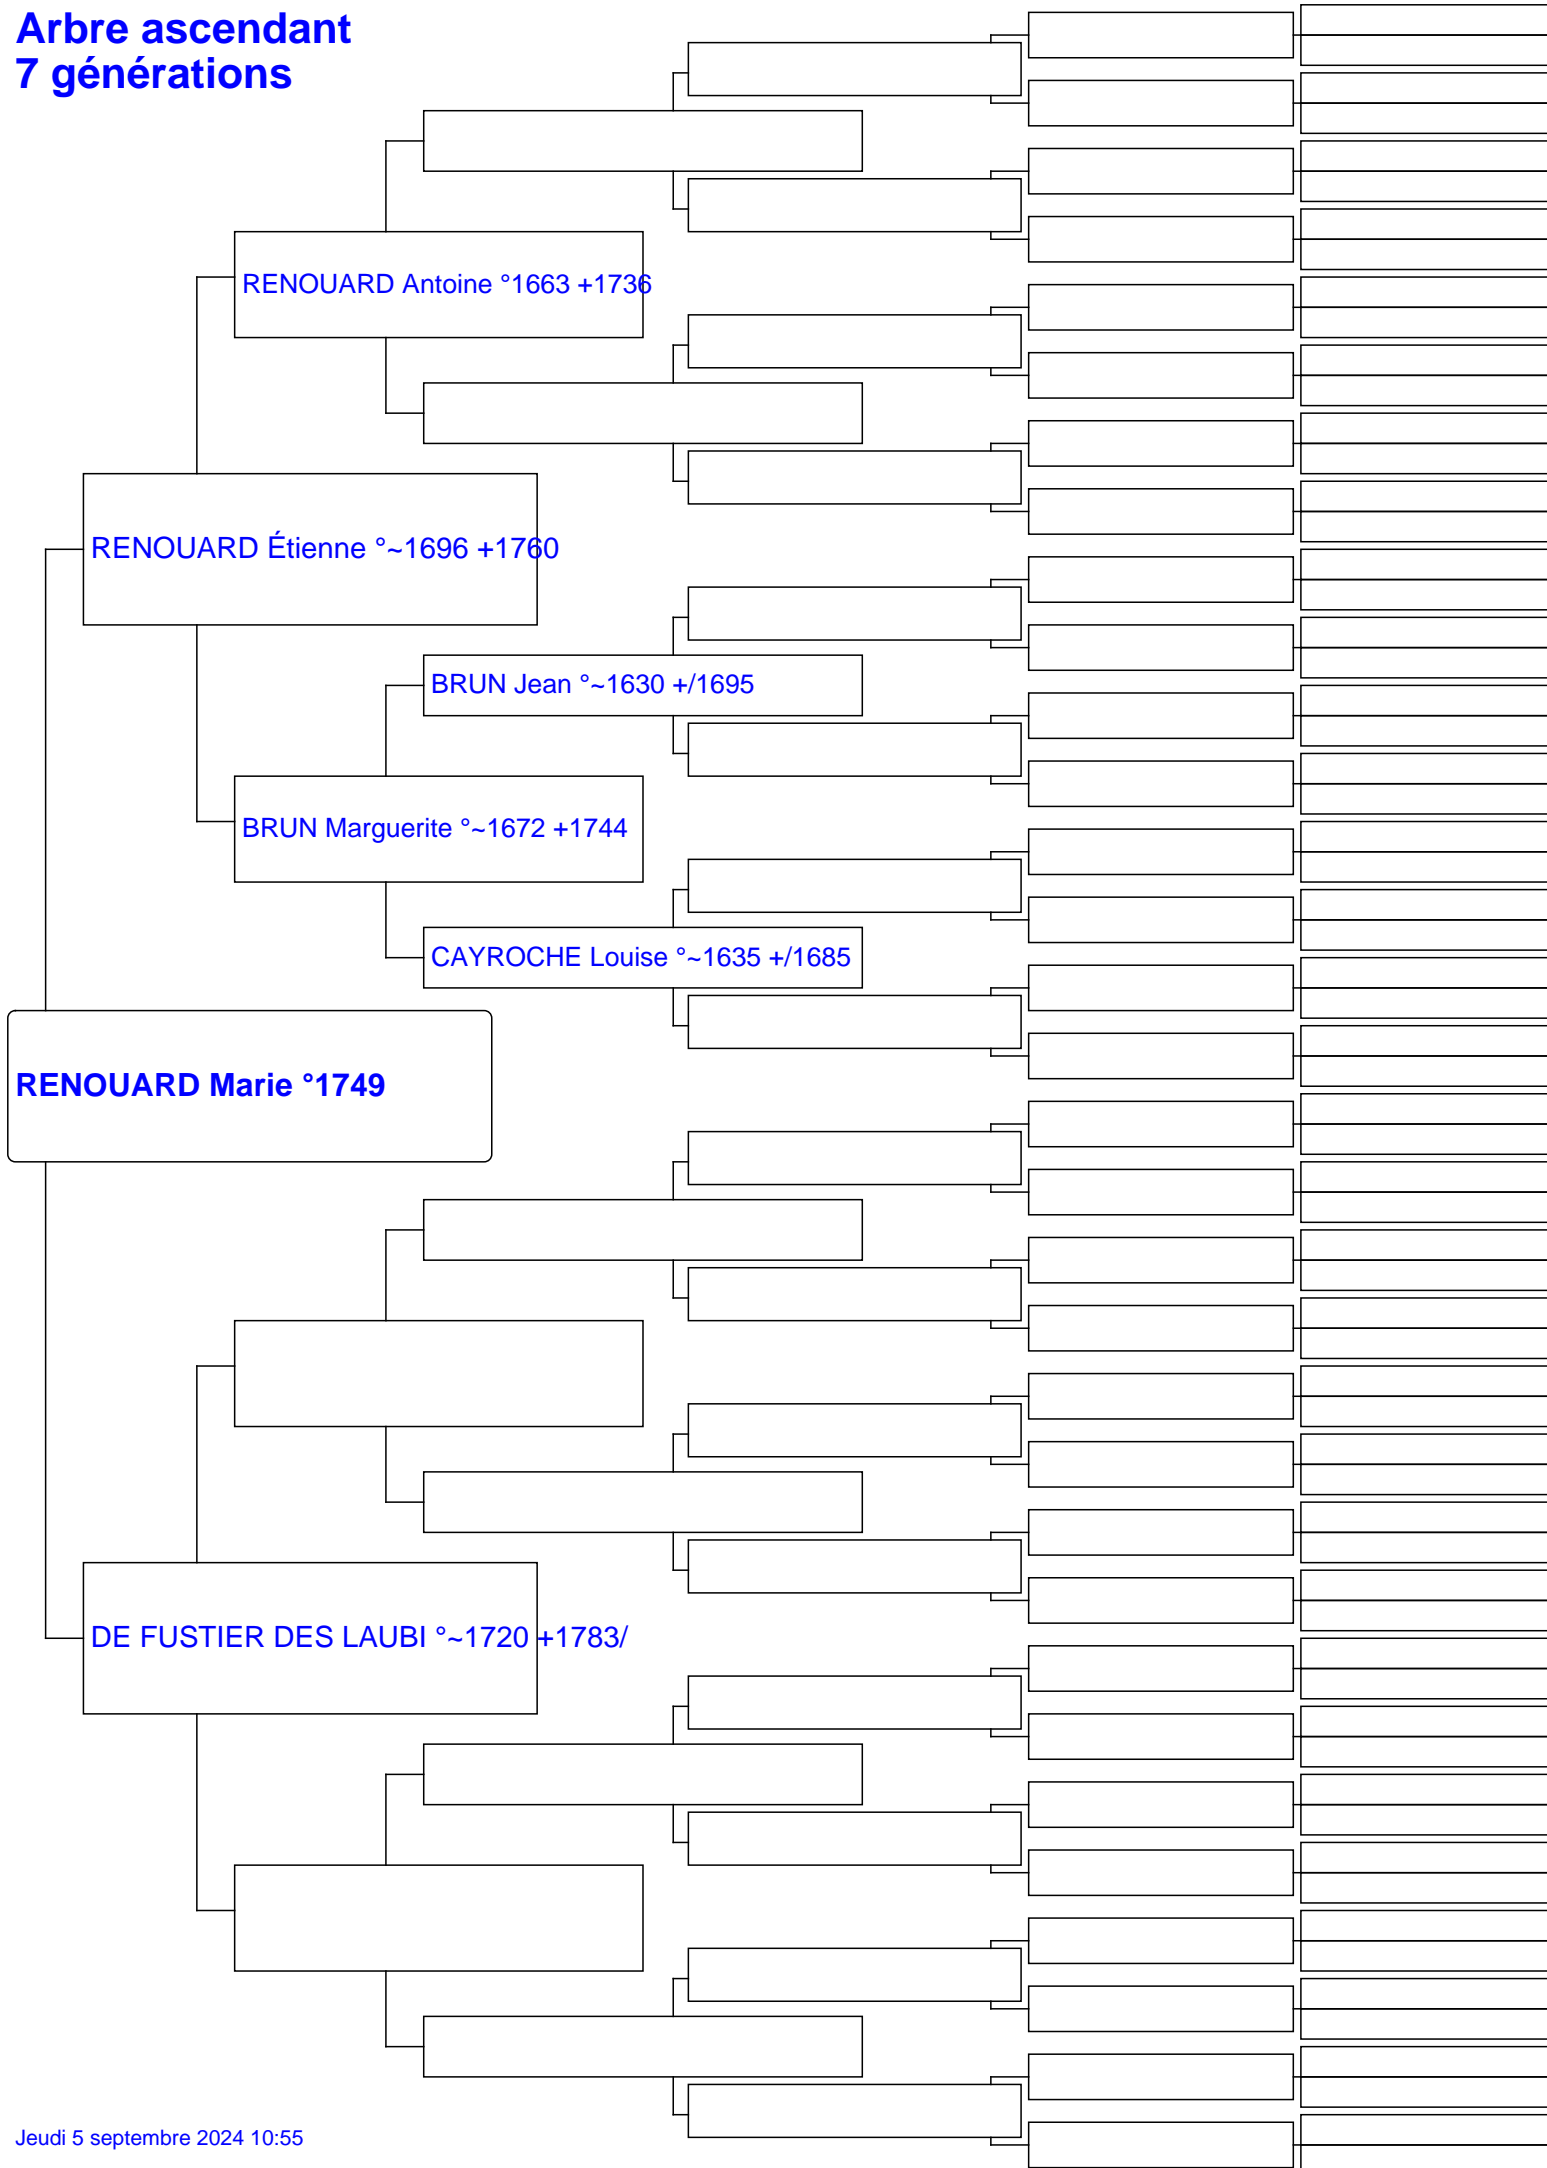 Arbre ascendant
7 générations
RENOUARD Antoine °1663 +1736
RENOUARD Étienne °~1696 +1760
BRUN Jean °~1630 +/1695
BRUN Marguerite °~1672 +1744
CAYROCHE Louise °~1635 +/1685
RENOUARD Marie °1749
DE FUSTIER DES LAUBI °~1720 +1783/
Jeudi 5 septembre 2024 10:55